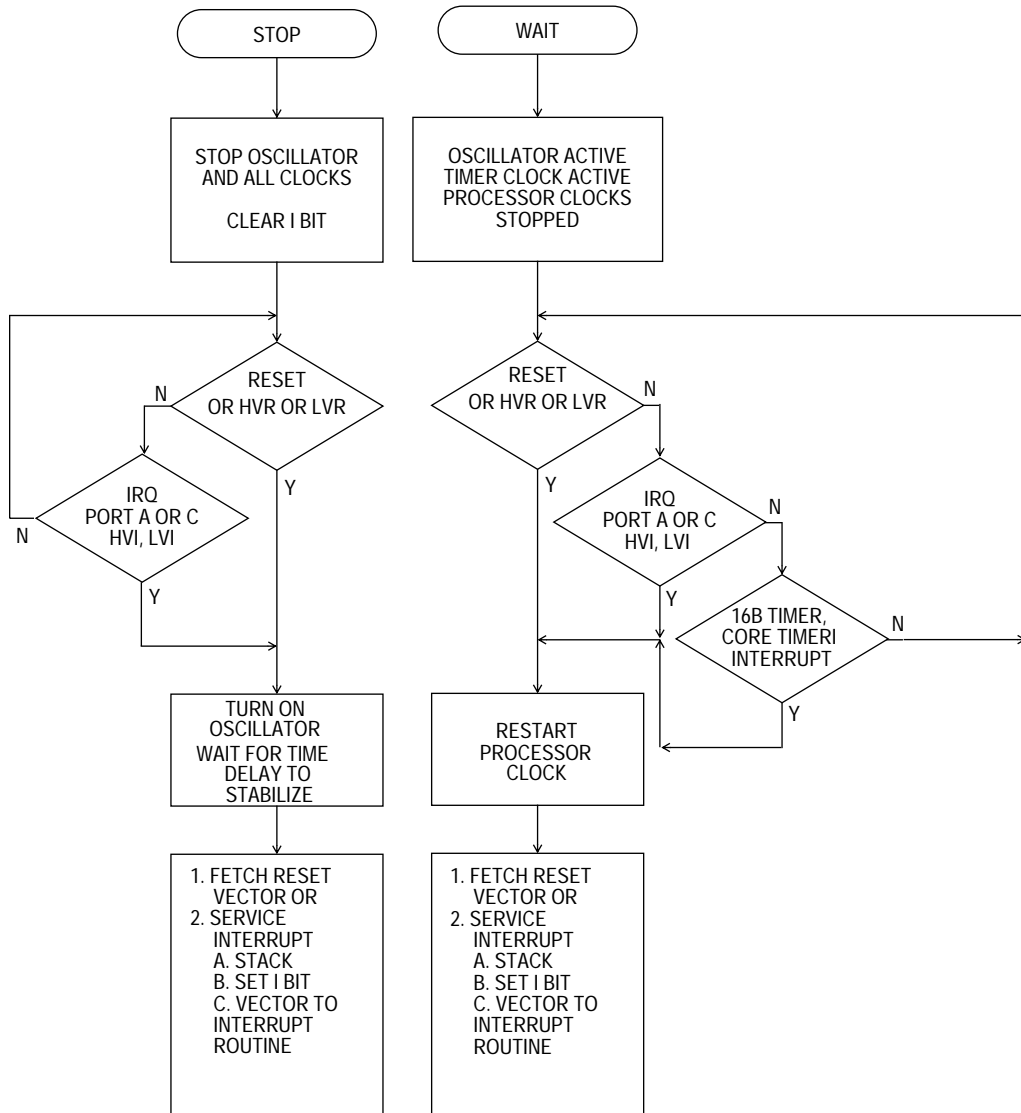 STOP
STOP OSCILLATOR
AND ALL CLOCKS
CLEAR I BIT
RESET
OR HVR OR LVR
N
Y
IRQ
PORT A OR C
HVI, LVI
N
Y
TURN ON
OSCILLATOR
WAIT FOR TIME
DELAY TO
STABILIZE
1. FETCH RESET
VECTOR OR
2. SERVICE
INTERRUPT
A. STACK
B. SET I BIT
C. VECTOR TO
INTERRUPT
ROUTINE
WAIT
OSCILLATOR ACTIVE
TIMER CLOCK ACTIVE
PROCESSOR CLOCKS
STOPPED
RESET
OR HVR OR LVR
N
Y
IRQ
PORT A OR C
HVI, LVI
N
Y
16B TIMER,
CORE TIMERI
INTERRUPT
N
Y
RESTART
PROCESSOR
CLOCK
1. FETCH RESET
VECTOR OR
2. SERVICE
INTERRUPT
A. STACK
B. SET I BIT
C. VECTOR TO
INTERRUPT
ROUTINE